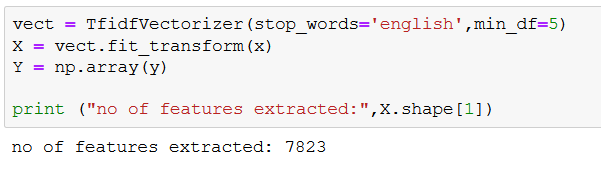 vect = TfidfVectorizer(stop_words='english',min_df=5)
X = vect.fit_transform(x)
Y = np.array(y)
print ("no of features extracted:",X.shape[1])
no of features extracted: 7823